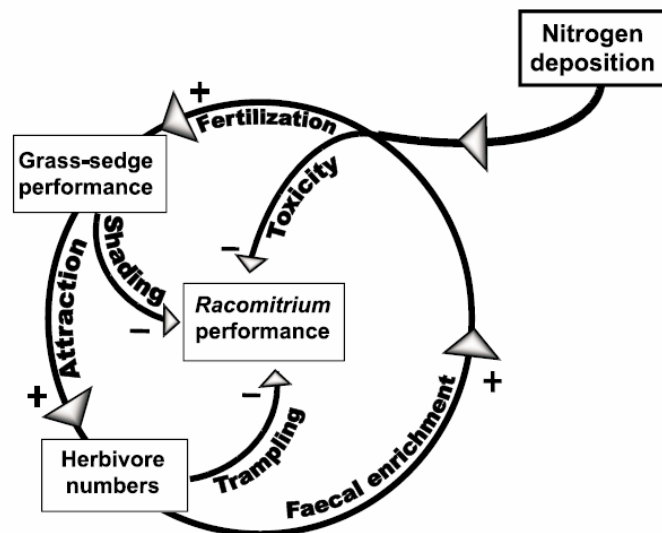 Nitrogen
deposition
+
Fertilization
Grass-sedge
performance
Toxicity
Shading
−
Attraction
Racomitrium
performance
−
+
−
+
Herbivore
numbers
Trampling
Faecal enrichment